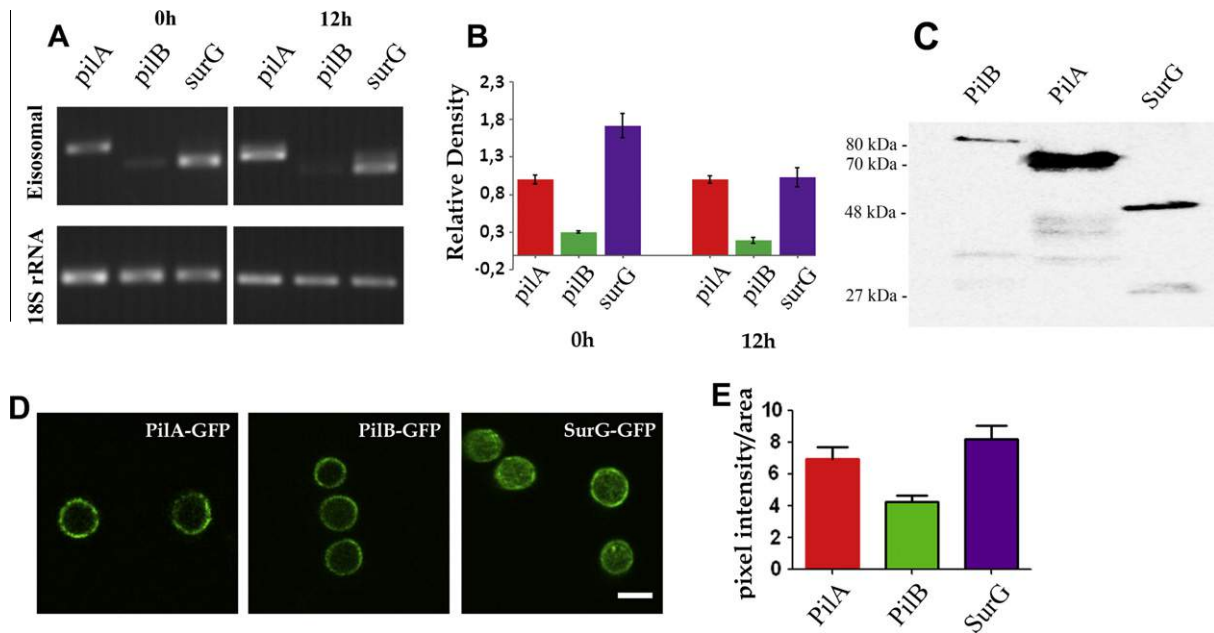 A
0h
12h
pilA
pilB
surG
pilA
pilB
surG
Eisosomal
18S rRNA
B
Relative Density
2,3
1,8
1,3
0,8
0,3
-0,2
pilA
pilB
surG
pilA
pilB
surG
0h
12h
C
PilB
PilA
SurG
80 kDa -
70 kDa -
48 kDa -
27 kDa -
D
PilA-GFP
PilB-GFP
SurG-GFP
E
pixel intensity/area
10
8
6
4
2
0
PilA
PilB
SurG